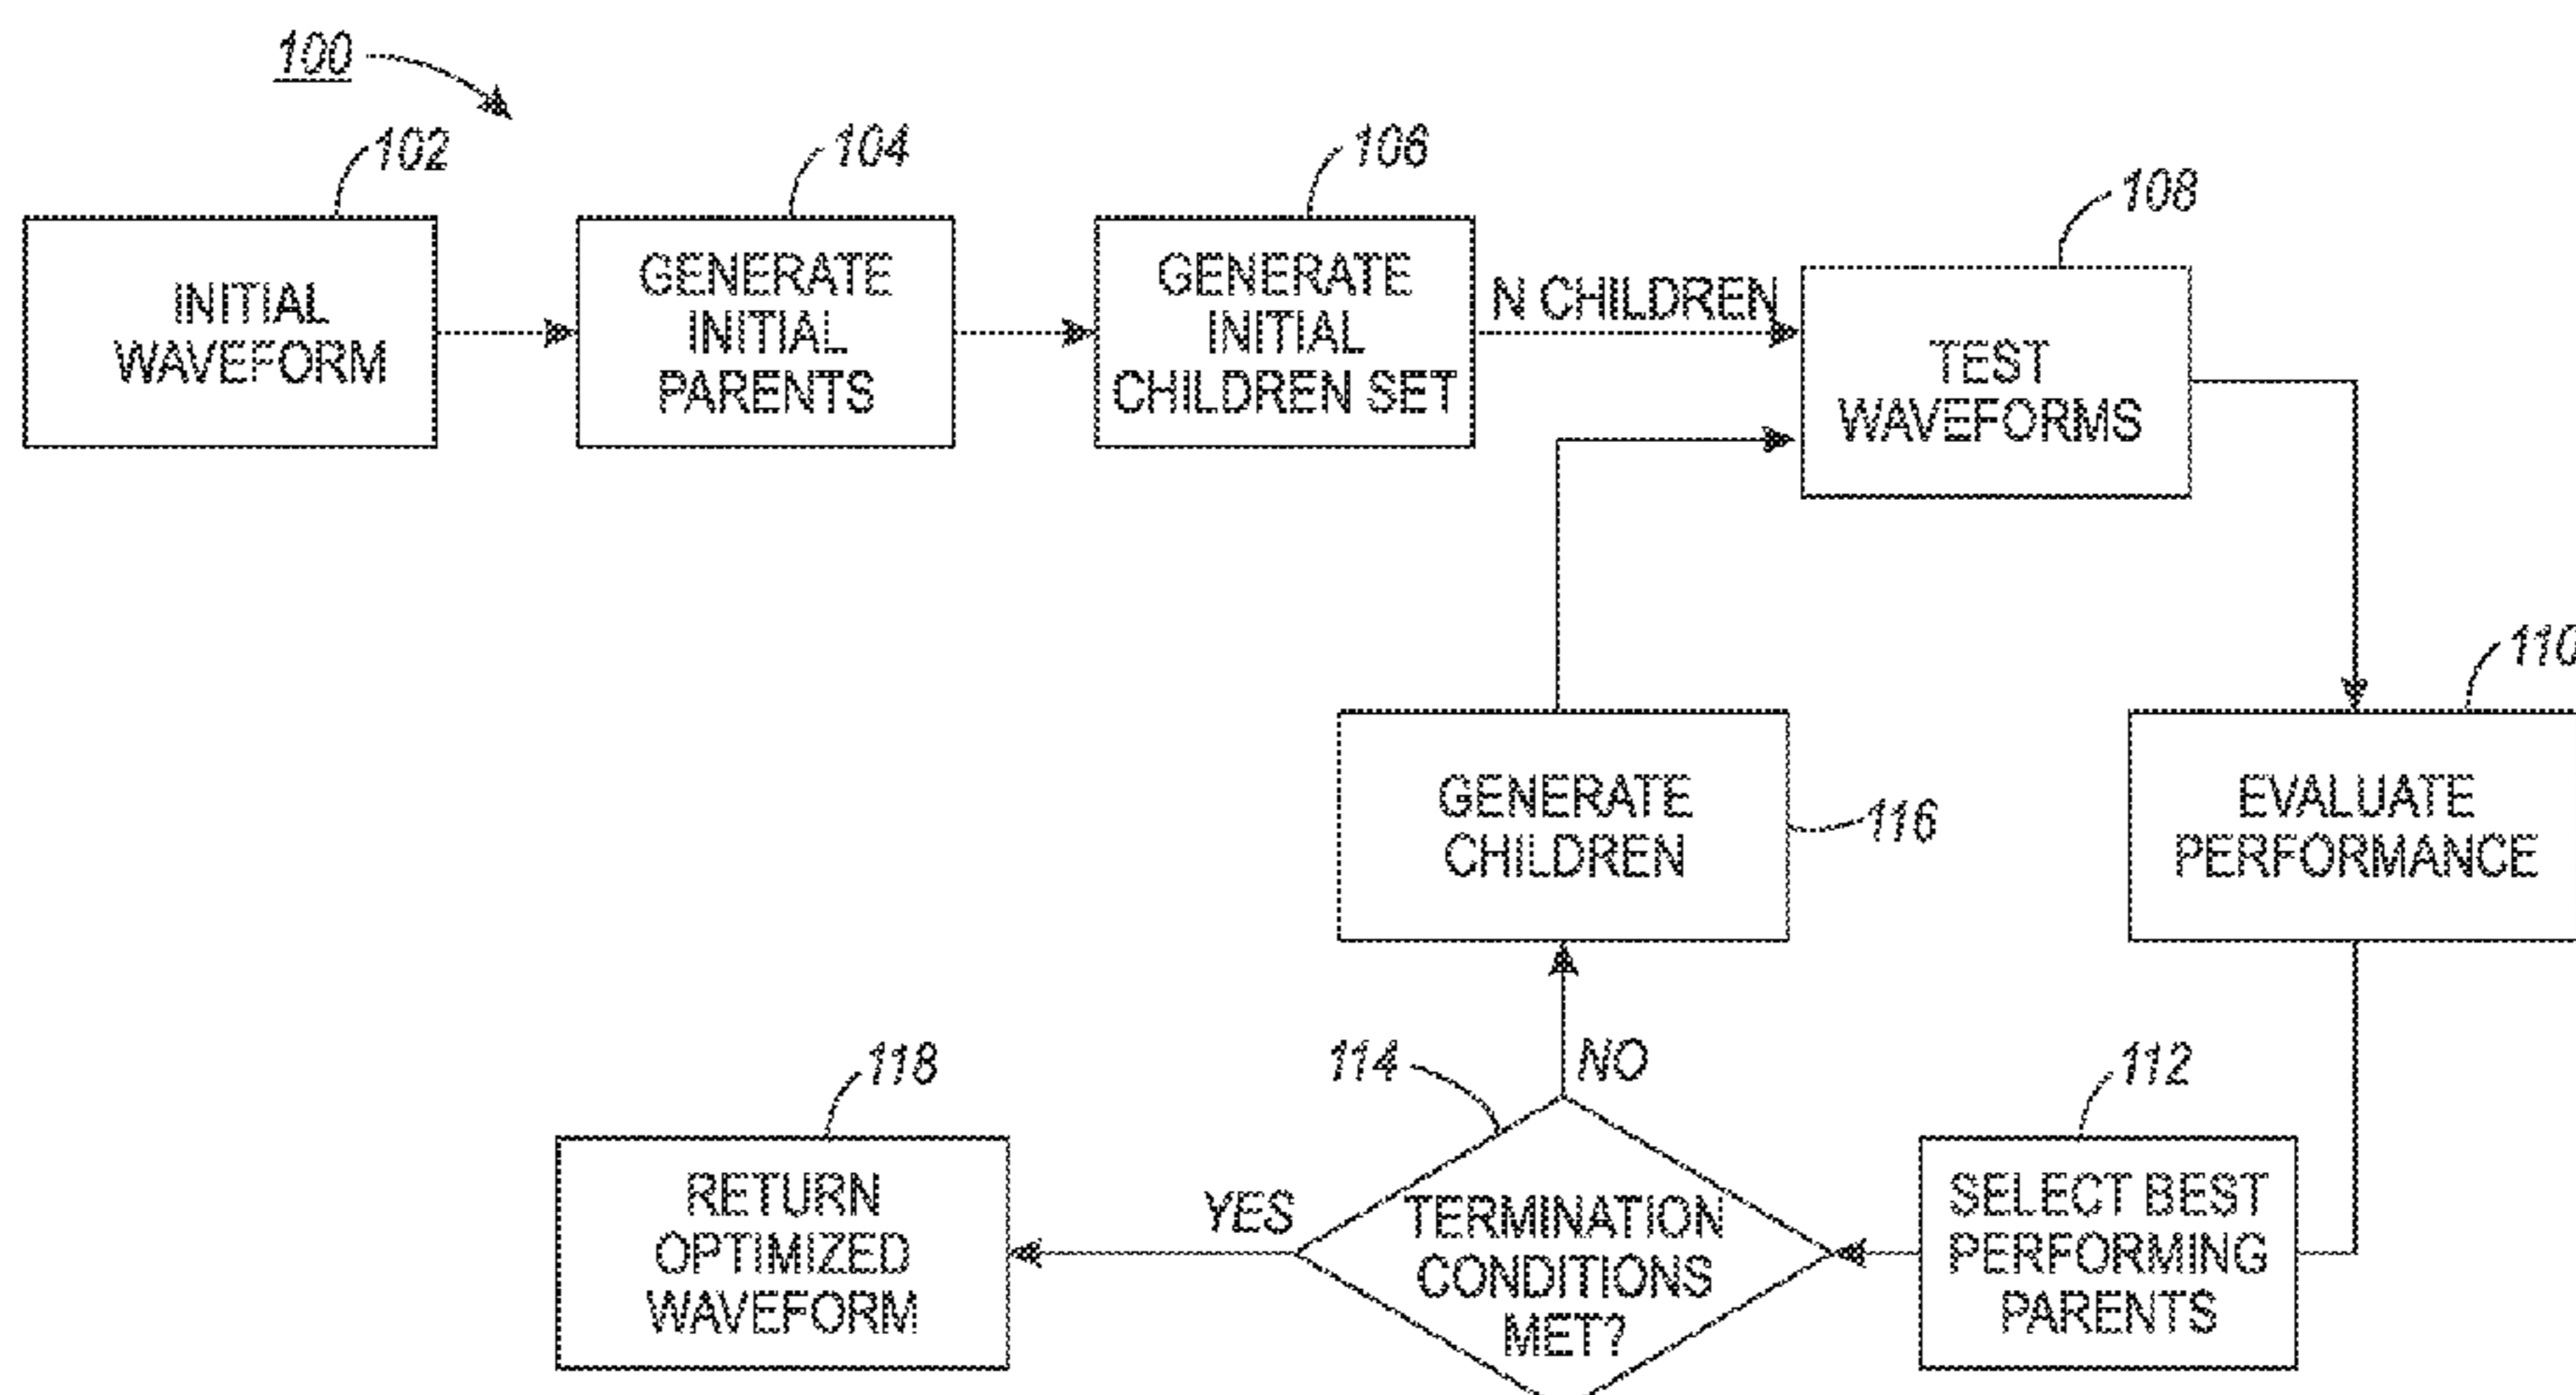 100
102
104
106
108
INITIAL
WAVEFORM
GENERATE
INITIAL
PARENTS
GENERATE
INITIAL
CHILDREN SET
N CHILDREN
TEST
WAVEFORMS
110
GENERATE
CHILDREN
116
EVALUATE
PERFORMANCE
118
114
NO
112
RETURN
OPTIMIZED
WAVEFORM
YES
TERMINATION
CONDITIONS
MET?
SELECT BEST
PERFORMING
PARENTS